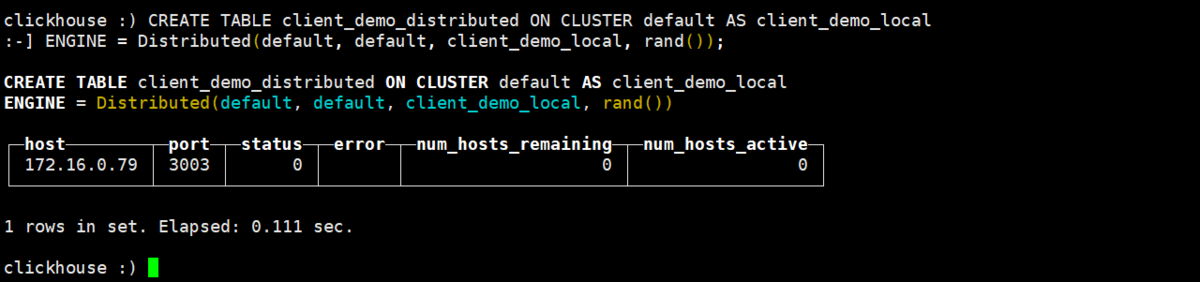 clickhouse :) CREATE TABLE client_demo_distributed ON CLUSTER default AS client_demo_local
:-] ENGINE = Distributed(default, default, client_demo_local, rand());
CREATE TABLE client_demo_distributed ON CLUSTER default AS client_demo_local
ENGINE = Distributed(default, default, client_demo_local, rand())
host port status error num_hosts_remaining num_hosts_active
172.16.0.79 3003 0 0 0
1 rows in set. Elapsed: 0.111 sec.
clickhouse :)